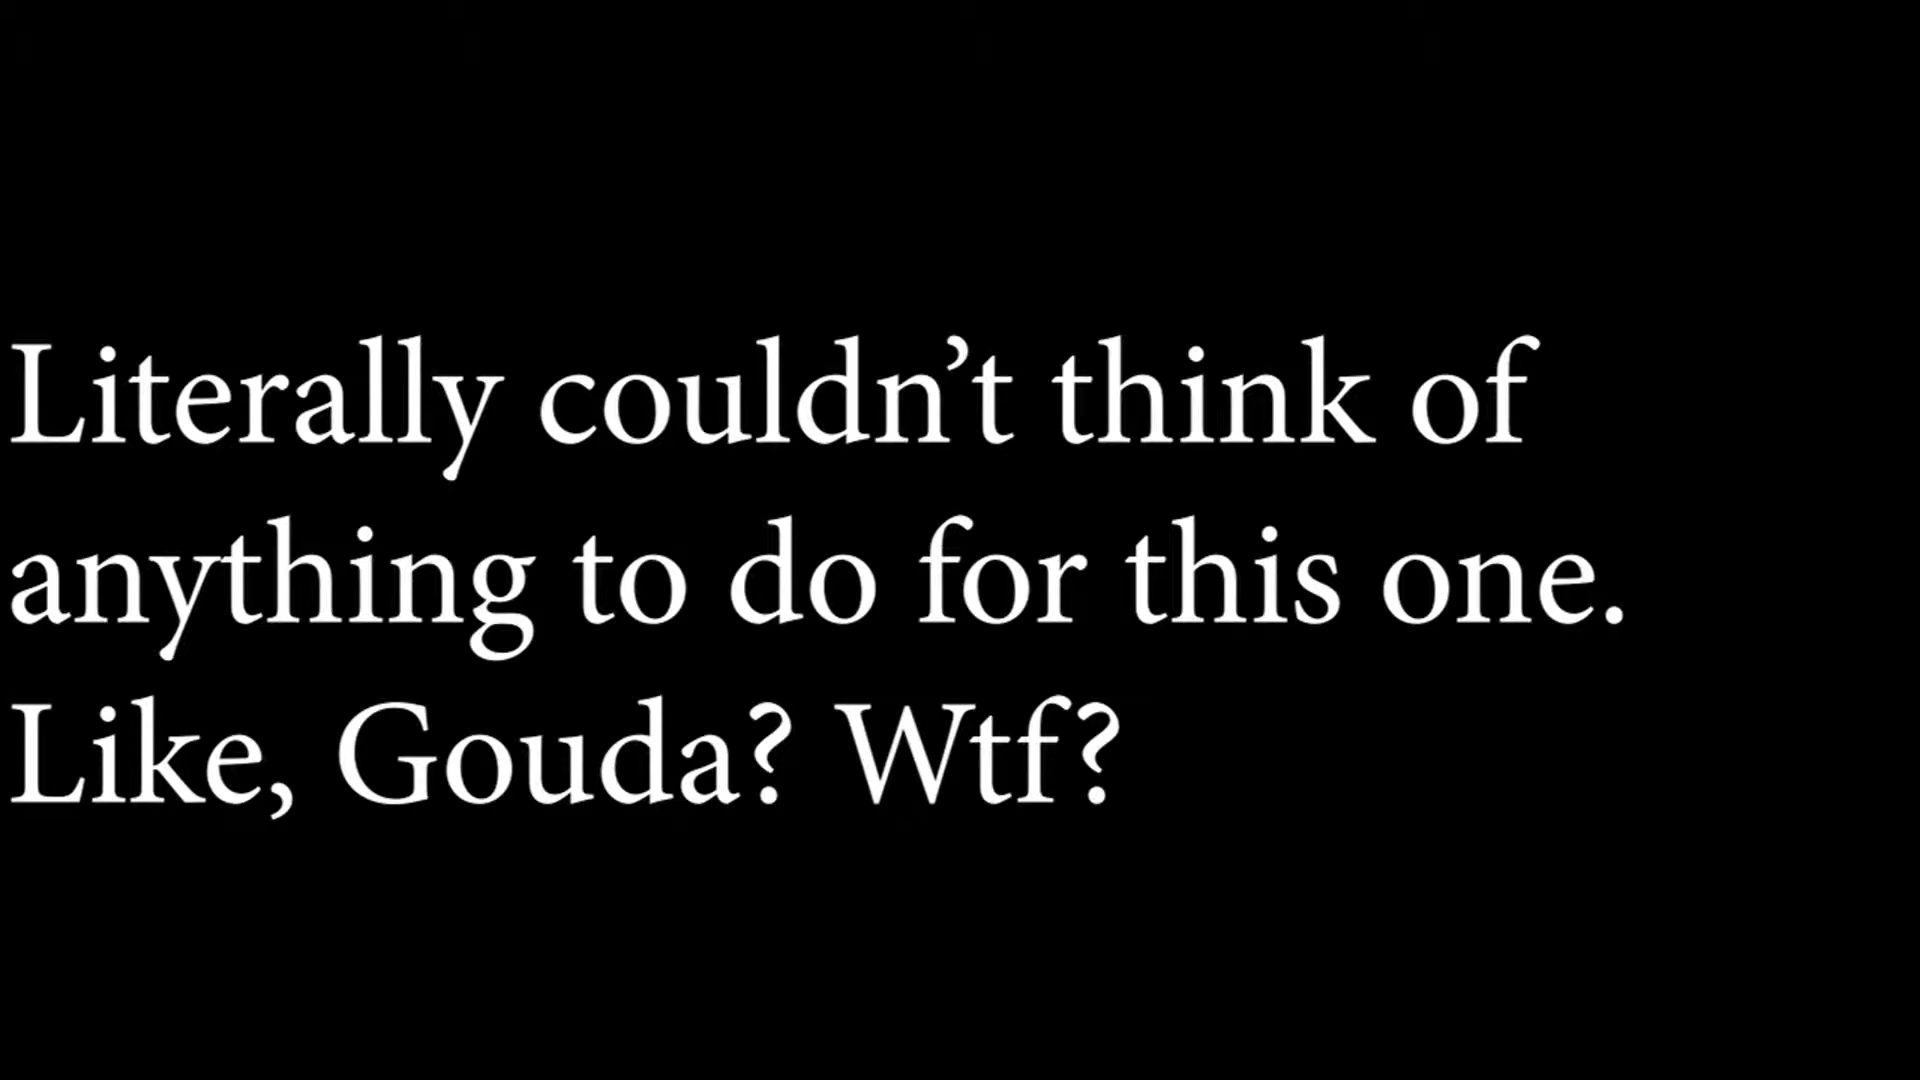 Literally couldn’t think of
anything to do for this one.
Like, Gouda? Wtf?